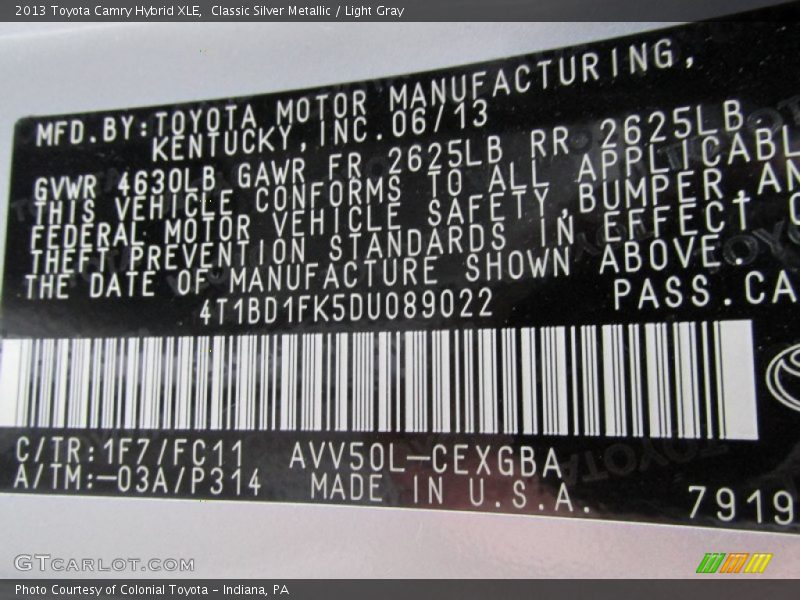 2013 Toyota Camry Hybrid XLE,  Classic Silver Metallic / Light Gray
MFD.BY:TOYOTA MOTOR MANUFACTURING,
KENTUCKY,INC.06/13
GVWR 4630LB GAWR FR 2625LB RR 2625LB
THIS VEHICLE CONFORMS TO ALL APPLICABL
FEDERAL MOTOR VEHICLE SAFETY,BUMPER,AN
THEFT PREVENTION STANDARDS IN EFFECT O
THE DATE OF MANUFACTURE SHOWN ABOVE.
4T1BD1FK5DU089022 PASS.CA
C/TR:1F7/FC11 AVV50L-CEXGBA
A/TM:-03A/P314 MADE IN U.S.A. 7919
TOYOTA
GTCARLOT.COM
Photo Courtesy of Colonial Toyota - Indiana, PA